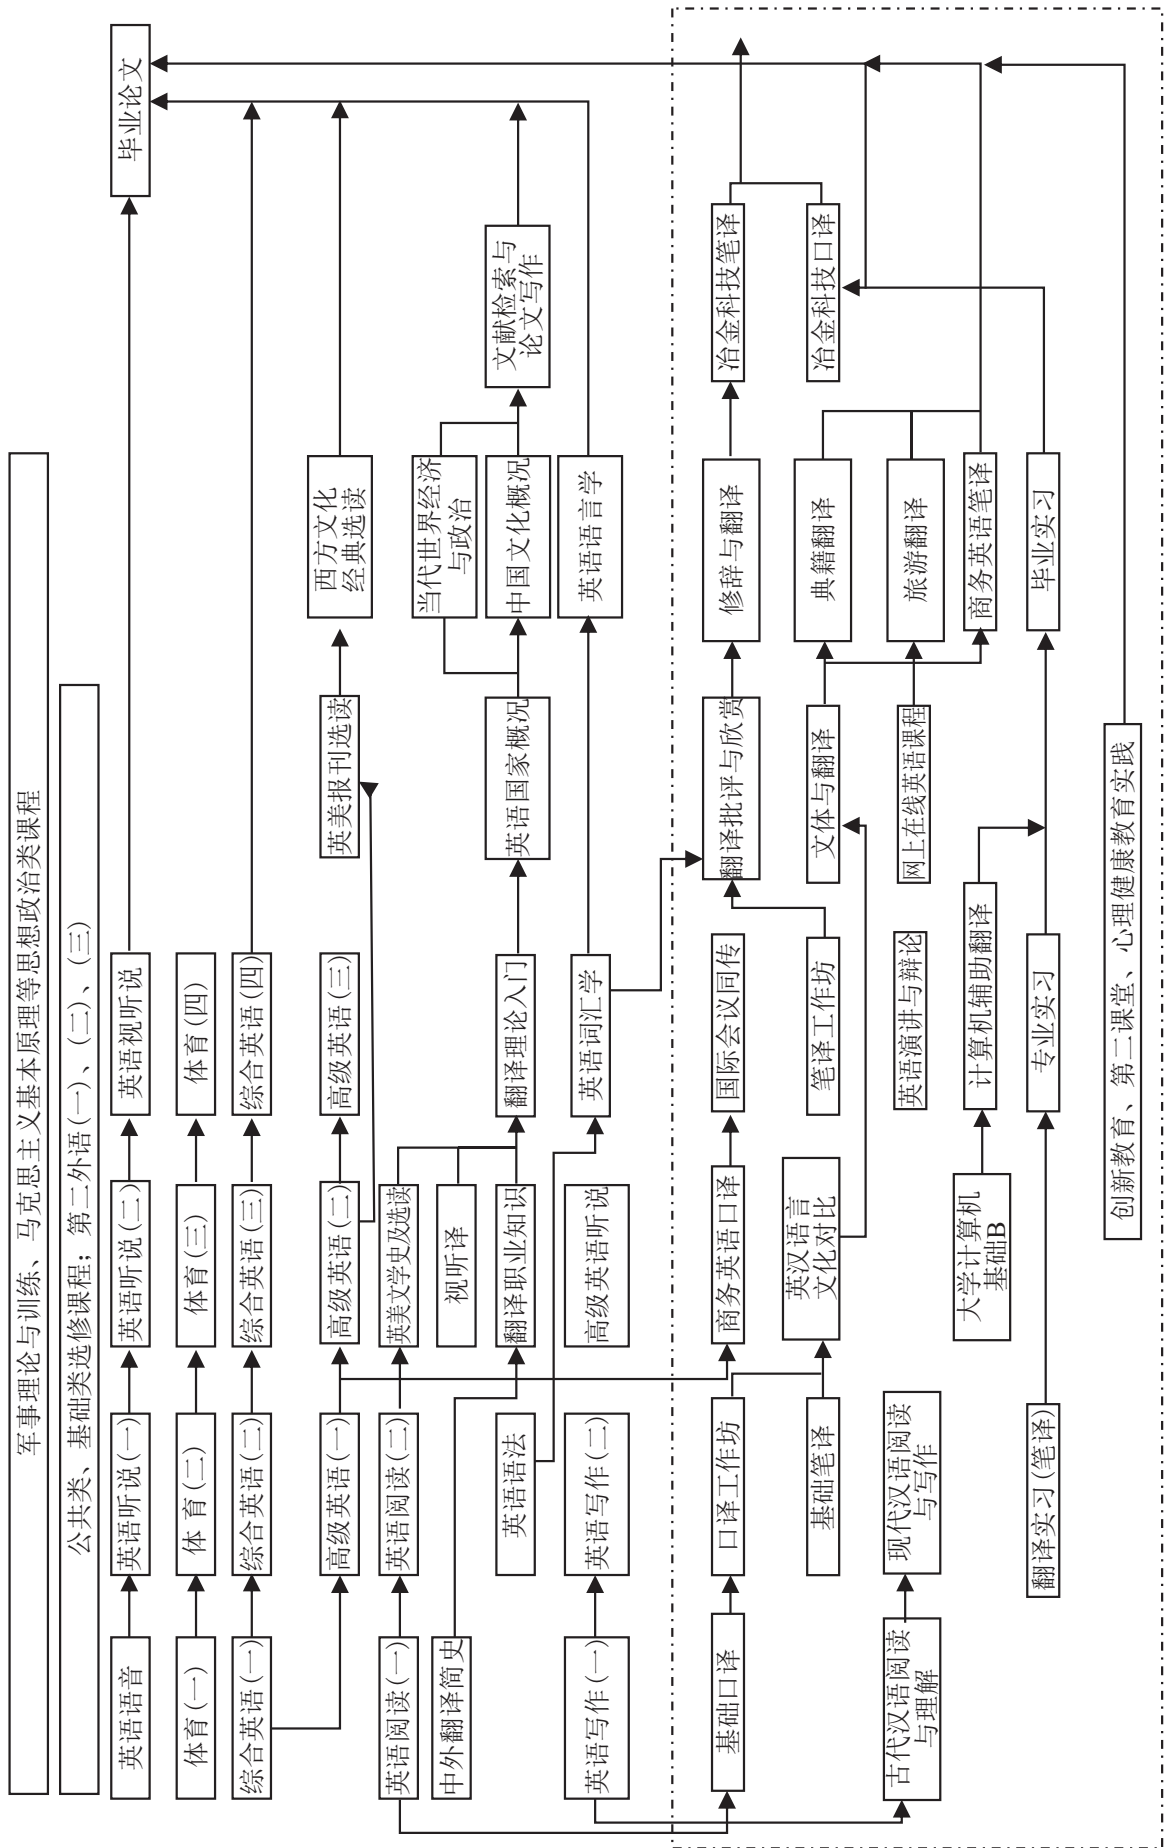 军事理论与训练、马克思主义基本原理等思想政治类课程
公共类、基础类选修课程；第二外语(一)、(二)、(三)
英语语音
英语听说(一)
英语听说(二)
英语视听说
毕业论文
体育(一)
体 育(二)
体育(三)
体育(四)
综合英语(一)
综合英语(二)
综合英语(三)
综合英语(四)
高级英语(一)
高级英语(二)
高级英语(三)
英美报刊选读
西方文化
经典选读
英语阅读(一)
英语阅读(二)
英美文学史及选读
中外翻译简史
视听译
当代世界经济
与政治
英语语法
翻译职业知识
翻译理论入门
英语国家概况
中国文化概况
文献检索与
论文写作
英语写作(一)
英语写作(二)
高级英语听说
英语词汇学
英语语言学
基础口译
口译工作坊
商务英语口译
国际会议同传
翻译批评与欣赏
修辞与翻译
冶金科技笔译
基础笔译
英汉语言
文化对比
笔译工作坊
文体与翻译
典籍翻译
冶金科技口译
古代汉语阅读
与理解
现代汉语阅读
与写作
英语演讲与辩论
网上在线英语课程
旅游翻译
大学计算机
基础B
计算机辅助翻译
商务英语笔译
翻译实习(笔译)
专业实习
毕业实习
创新教育、第二课堂、心理健康教育实践